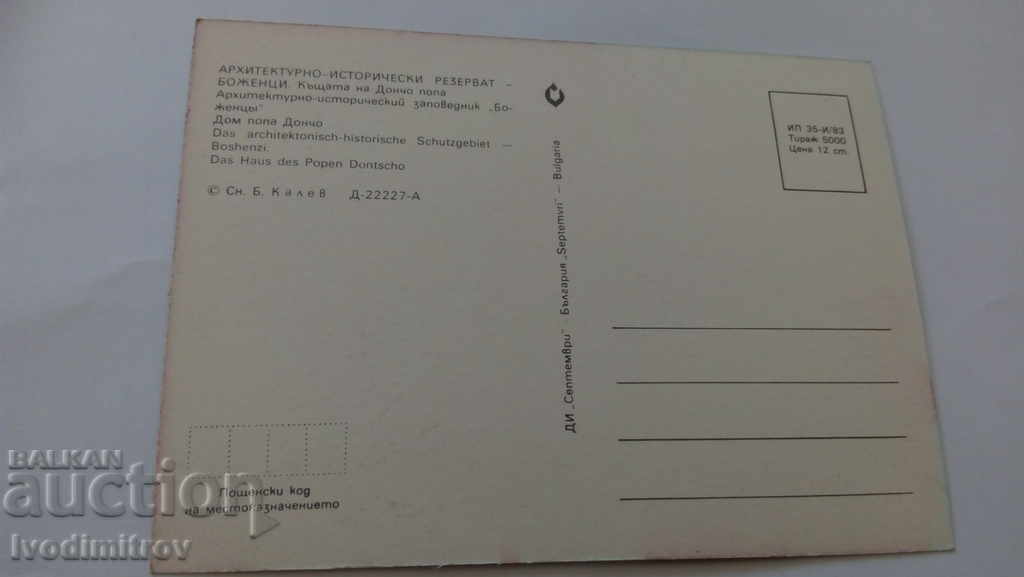 АРХИТЕКТУРНО-ИСТОРИЧЕСКИ РЕЗЕРВАТ –
БОЖЕНЦИ. Къщата на Дончо попа
Архитектурно-исторический заповедник „Бо-
женцы"
Дом попа Дончо
Das architektonisch-historische Schutzgebiet —
Boshenzi.
Das Haus des Popen Dontscho
© Сн. Б. Калев Д-22227-А
ИП 35-И/83
Тираж 5000
Цена 12 ст.
ДИ „Септември" · България „Septemvri" — Bulgaria
Пощенски код
на местоназначението
BALKAN
auction
Ivodimitrov